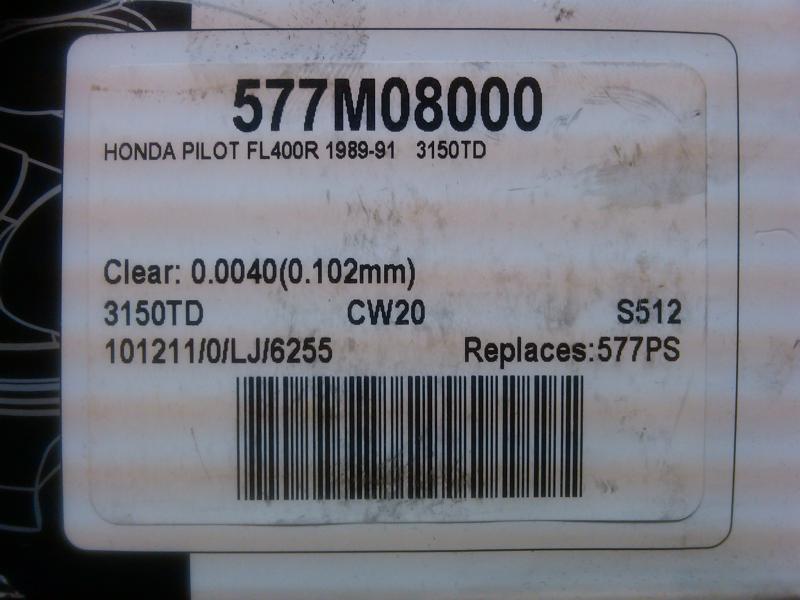 577M08000
HONDA PILOT FL400R 1989-91 3150TD
Clear: 0.0040(0.102mm)
3150TD CW20 S512
101211/0/LJ/6255 Replaces:577PS